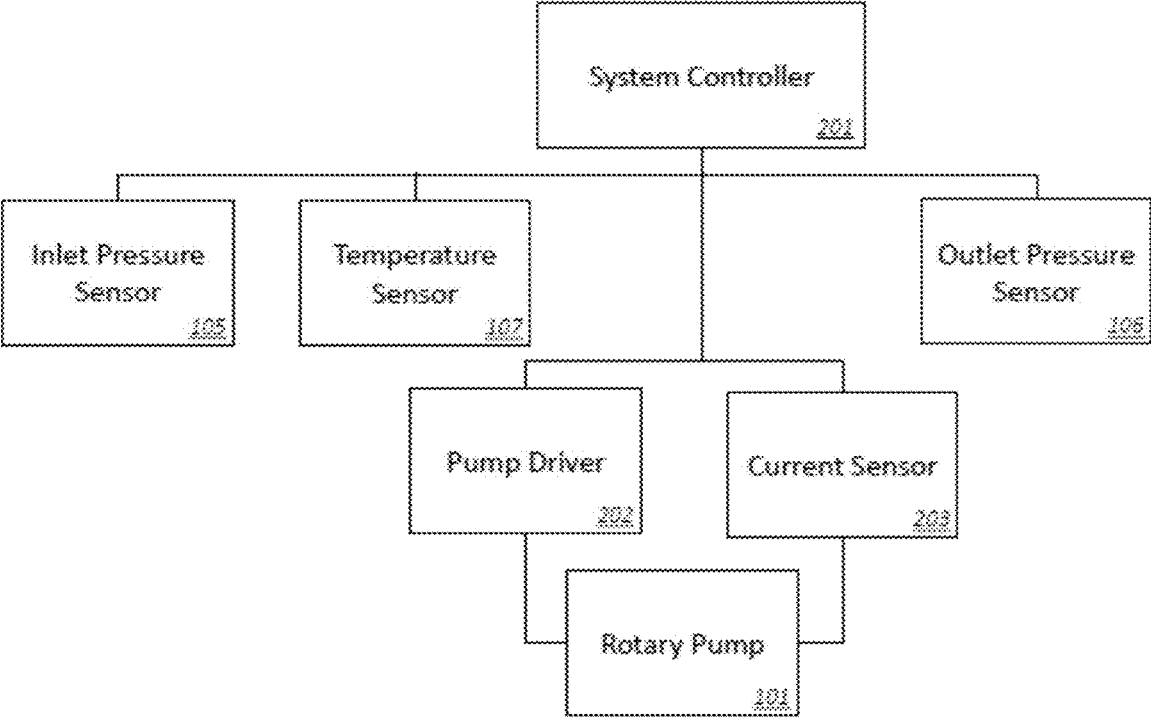 System Controller
201
Inlet Pressure
Sensor
105
Temperature
Sensor
107
Outlet Pressure
Sensor
106
Pump Driver
202
Current Sensor
203
Rotary Pump
101